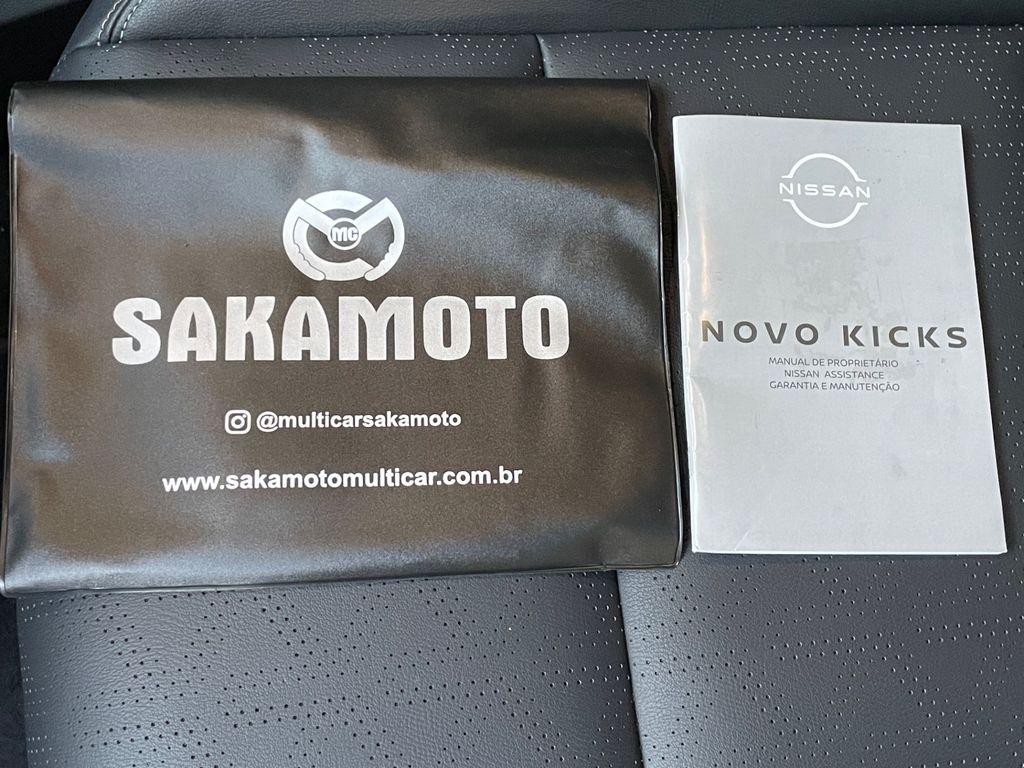 MC
SAKAMOTO
@multicarsakamoto
www.sakamotomulticar.com.br
NISSAN
NOVO KICKS
MANUAL DE PROPRIETÁRIO
NISSAN ASSISTANCE
GARANTIA E MANUTENÇÃO